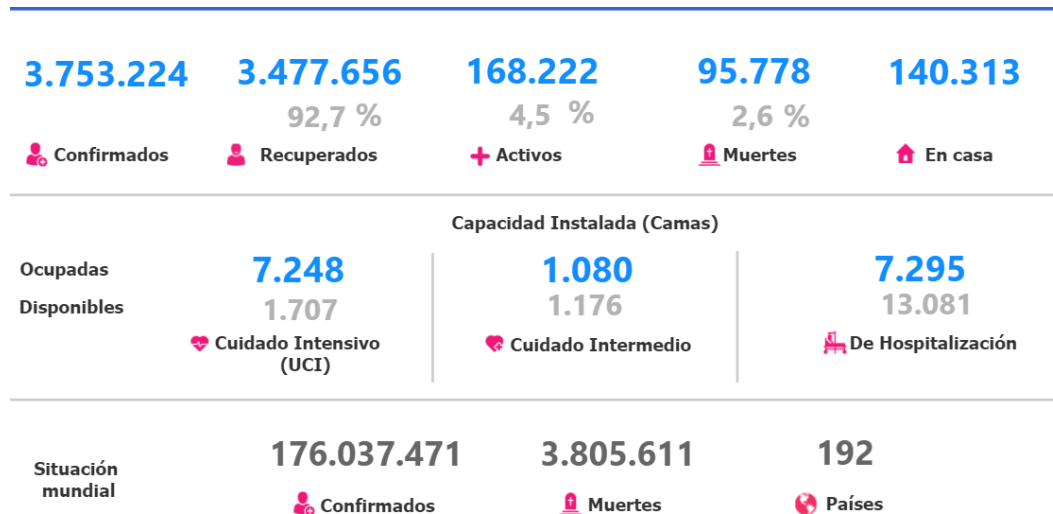 3.753.224 3.477.656 168.222 95.778 140.313
92,7 % 4,5 % 2,6 %
Confirmados Recuperados Activos Muertes En casa
Capacidad Instalada (Camas)
Ocupadas 7.248 1.080 7.295
Disponibles 1.707 1.176 13.081
Cuidado Intensivo Cuidado Intermedio De Hospitalización
(UCI)
176.037.471 3.805.611 192
Situación
mundial
Confirmados Muertes Países